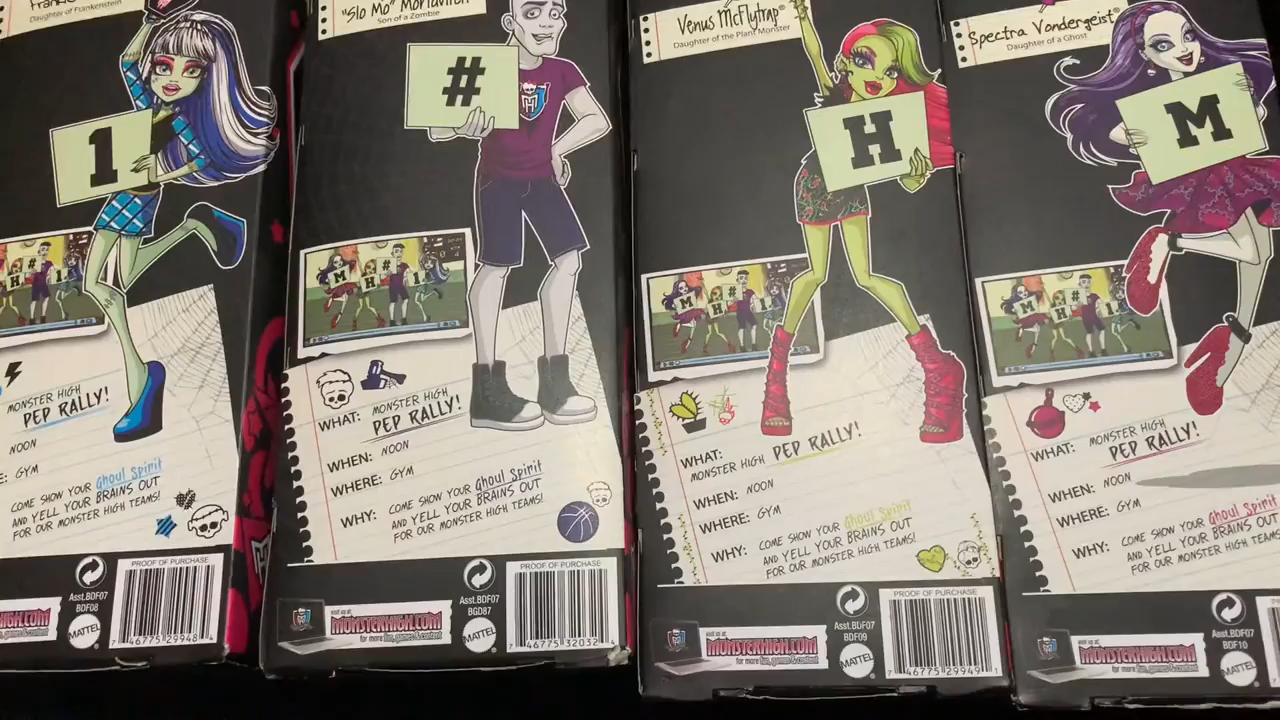 Daughter of Frankenstein
1
MONSTER HIGH
PEP RALLY!
NOON
GYM
COME SHOW YOUR Ghoul Spirit
AND YELL YOUR BRAINS OUT
FOR OUR MONSTER HIGH TEAMS!
Asst.BDF07
BDF08
MATTEL
PROOF OF PURCHASE
7 46775 29948 4
MONSTERHIGH.COM
Son of a Zombie
#
WHAT: MONSTER HIGH
PEP RALLY!
WHEN: NOON
WHERE: GYM
WHY: COME SHOW YOUR Ghoul Spirit
AND YELL YOUR BRAINS OUT
FOR OUR MONSTER HIGH TEAMS!
visit us at
MONSTERHIGH.COM
for more fun, games & content
Asst.BDF07
BGD87
MATTEL
PROOF OF PURCHASE
7 46775 32032 4
Venus McFlytrap®
Daughter of the Plant Monster
H
WHAT:
MONSTER HIGH PEP RALLY!
WHEN: NOON
WHERE: GYM
WHY: COME SHOW YOUR Ghoul Spirit
AND YELL YOUR BRAINS OUT
FOR OUR MONSTER HIGH TEAMS!
visit us at
MONSTERHIGH.COM
for more fun, games & content
Asst.BDF07
BDF09
MATTEL
PROOF OF PURCHASE
7 46775 29949 1
Spectra Vondergeist®
Daughter of a Ghost
M
WHAT: MONSTER HIGH
PEP RALLY!
WHEN: NOON
WHERE: GYM
WHY: COME SHOW YOUR Ghoul Spirit
AND YELL YOUR BRAINS OUT
FOR OUR MONSTER HIGH TEAMS!
visit us at
MONSTERHIGH.COM
for more fun, games & content
Asst.BDF07
BDF10
MATTEL